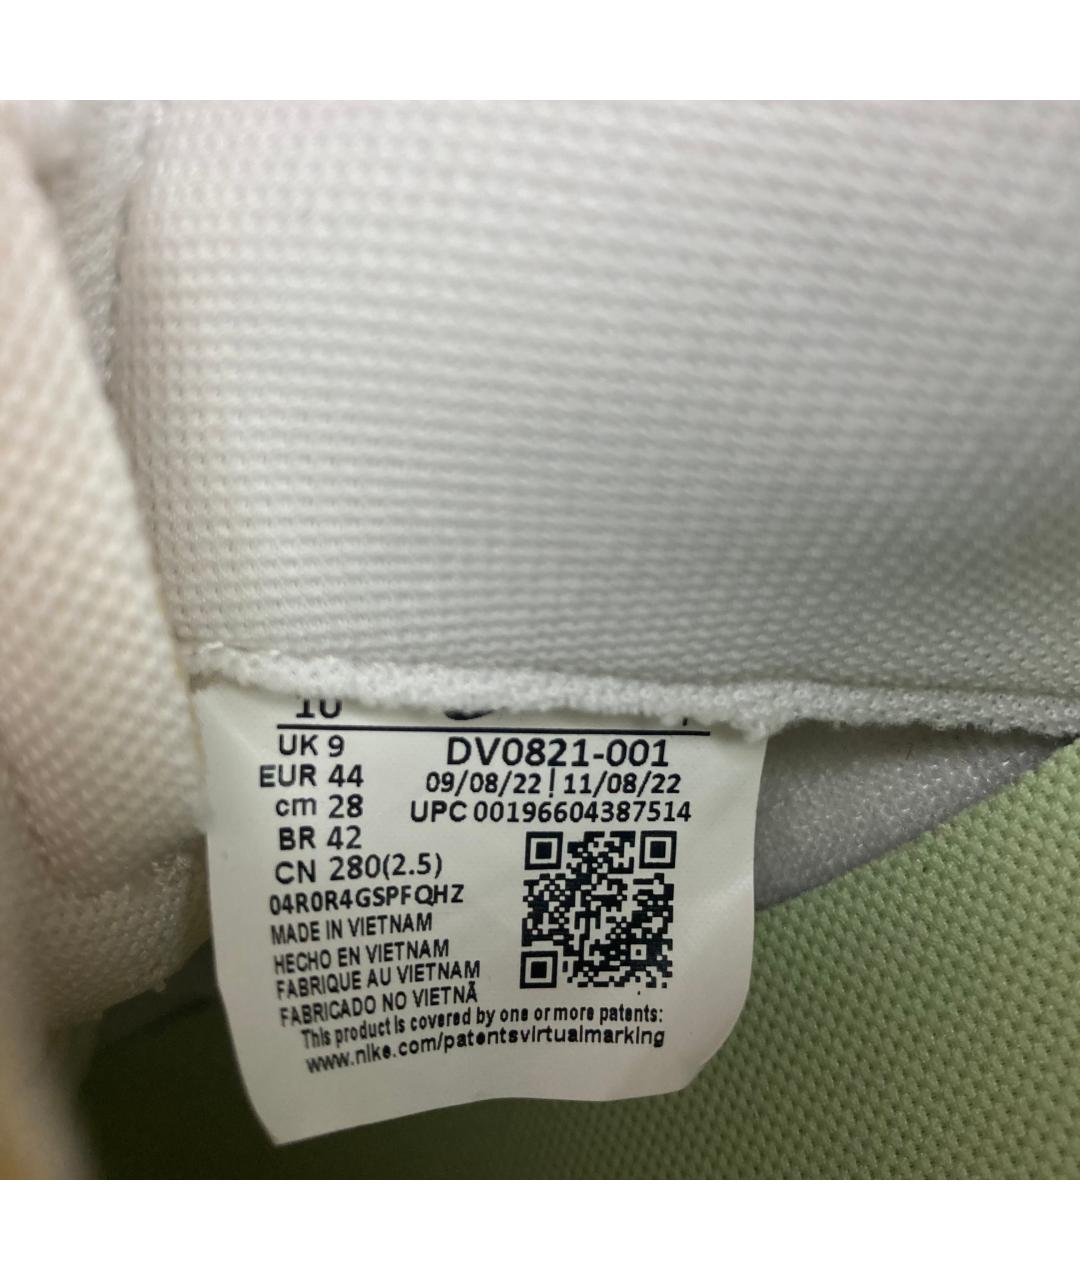 10
UK 9
EUR 44
cm 28
BR 42
CN 280(2.5)
DV0821-001
09/08/22 | 11/08/22
UPC 00196604387514
04R0R4GSPFQHZ
MADE IN VIETNAM
HECHO EN VIETNAM
FABRIQUE AU VIETNAM
FABRICADO NO VIETNÃ
This product is covered by one or more patents:
www.nike.com/patentsvirtualmarking